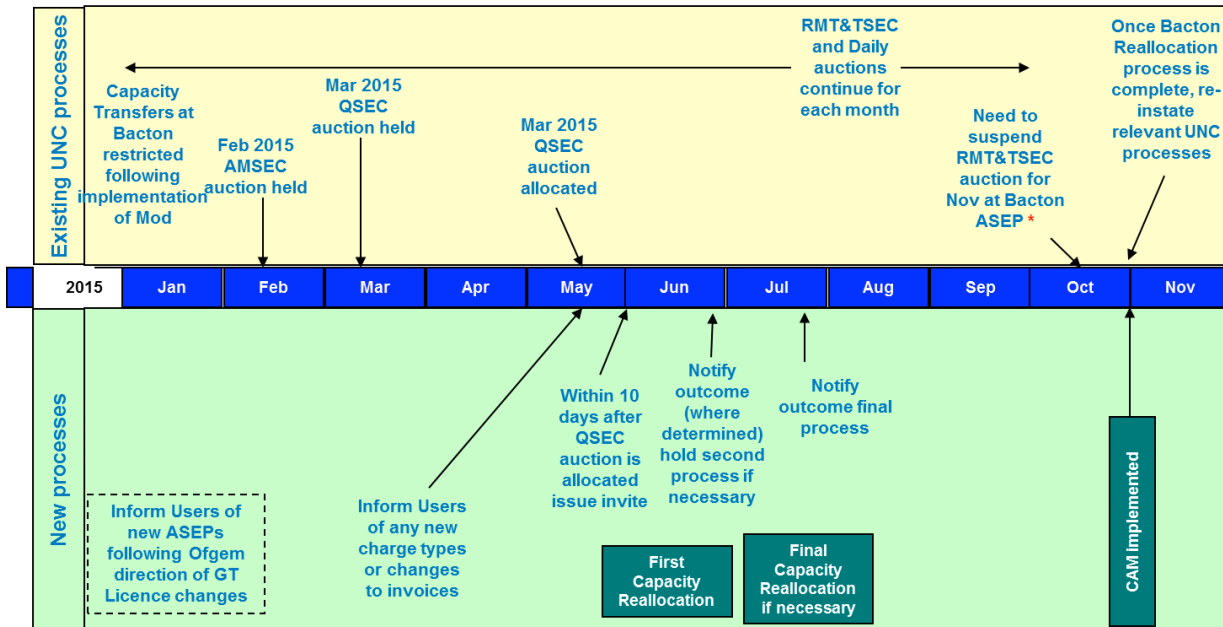 Existing UNC processes
Capacity
Transfers at
Bacton
restricted
following
implementation
of Mod
Feb 2015
AMSEC
auction held
Mar 2015
QSEC
auction held
Mar 2015
QSEC
auction
allocated
RMT&TSEC
and Daily
auctions
continue for
each month
Need to
suspend
RMT&TSEC
auction for
Nov at Bacton
ASEP *
Once Bacton
Reallocation
process is
complete, re-
instate
relevant UNC
processes
2015 Jan Feb Mar Apr May Jun Jul Aug Sep Oct Nov
New processes
Inform Users of
new ASEPs
following Ofgem
direction of GT
Licence changes
Inform Users
of any new
charge types
or changes
to invoices
Within 10
days after
QSEC
auction is
allocated
issue invite
Notify
outcome
(where
determined)
hold second
process if
necessary
Notify
outcome final
process
First
Capacity
Reallocation
Final
Capacity
Reallocation
if necessary
CAM implemented